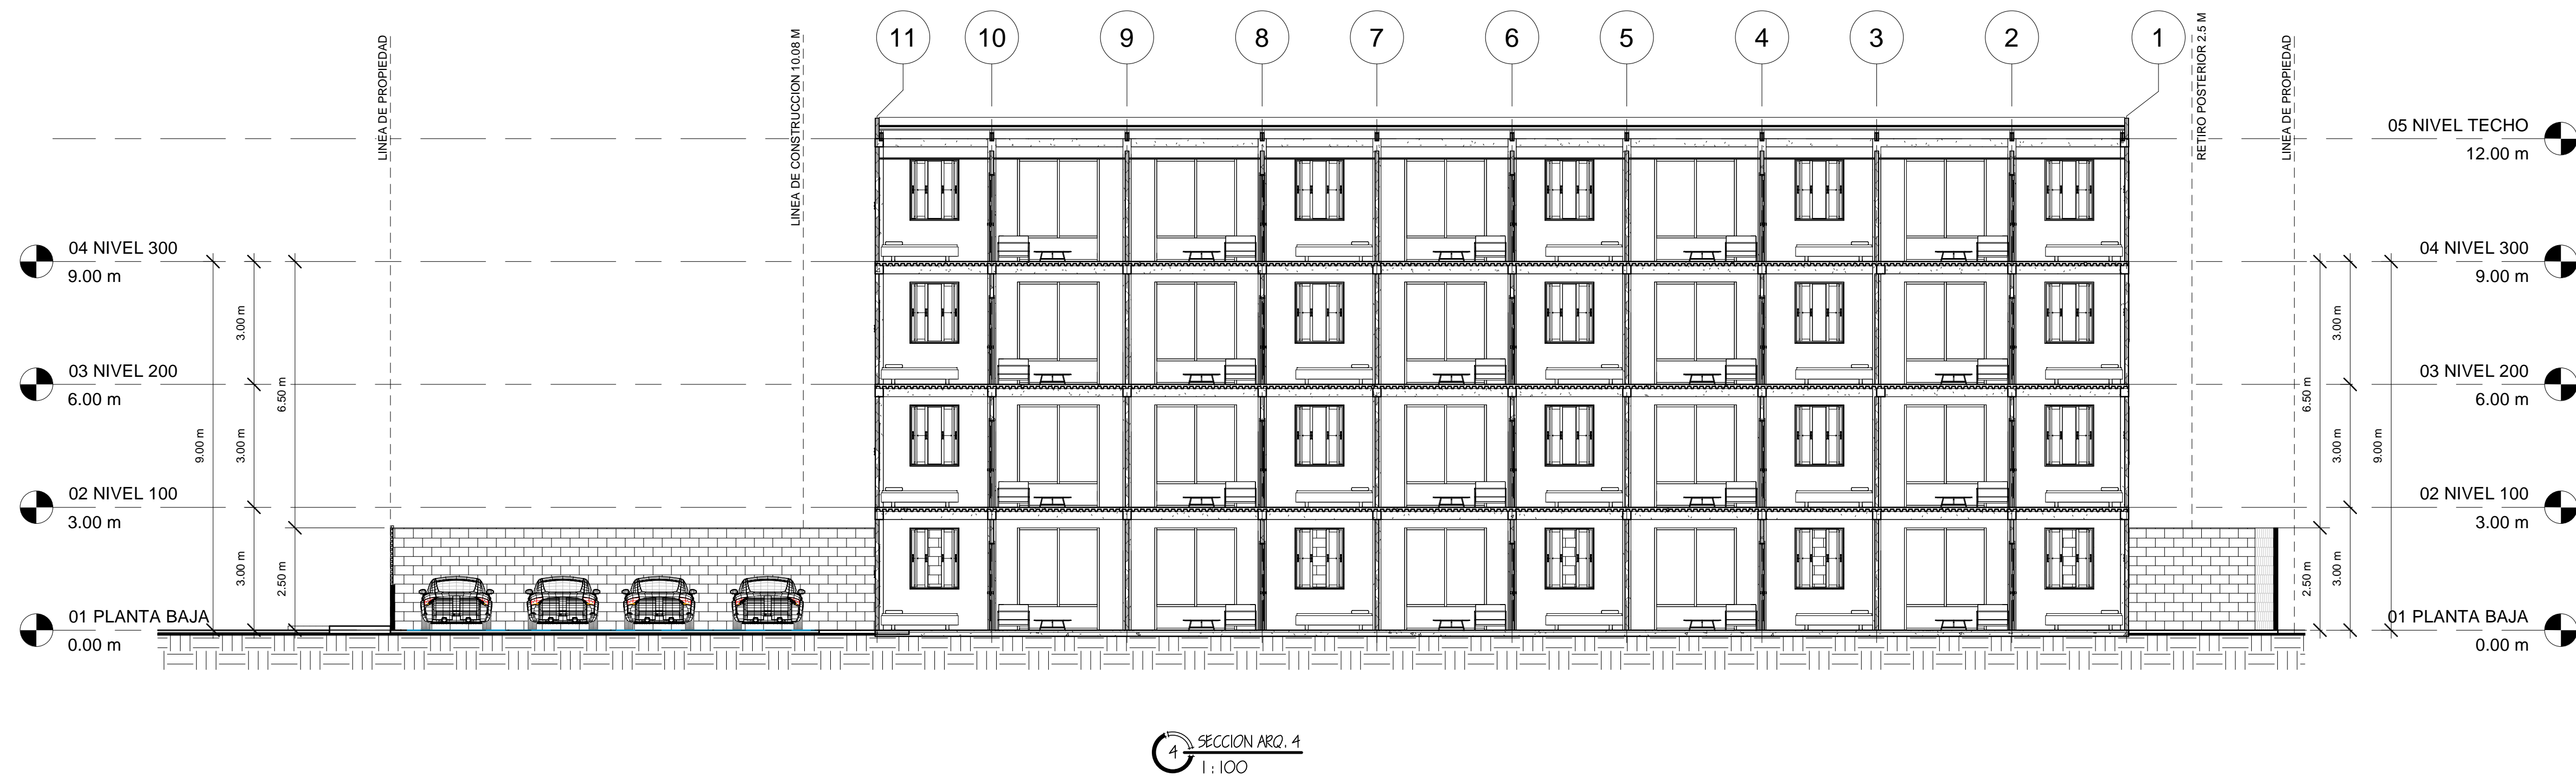 LINEA DE PROPIEDAD
LINEA DE CONSTRUCCION 10.08 M
11
10
9
8
7
6
5
4
3
2
1
RETIRO POSTERIOR 2.5 M
LINEA DE PROPIEDAD
05 NIVEL TECHO
12.00 m
04 NIVEL 300
9.00 m
04 NIVEL 300
9.00 m
3.00 m
3.00 m
03 NIVEL 200
6.00 m
6.50 m
6.50 m
03 NIVEL 200
6.00 m
9.00 m
3.00 m
3.00 m
9.00 m
02 NIVEL 100
3.00 m
02 NIVEL 100
3.00 m
3.00 m
2.50 m
2.50 m
3.00 m
01 PLANTA BAJA
0.00 m
01 PLANTA BAJA
0.00 m
4
SECCION ARQ. 4
1 : 100